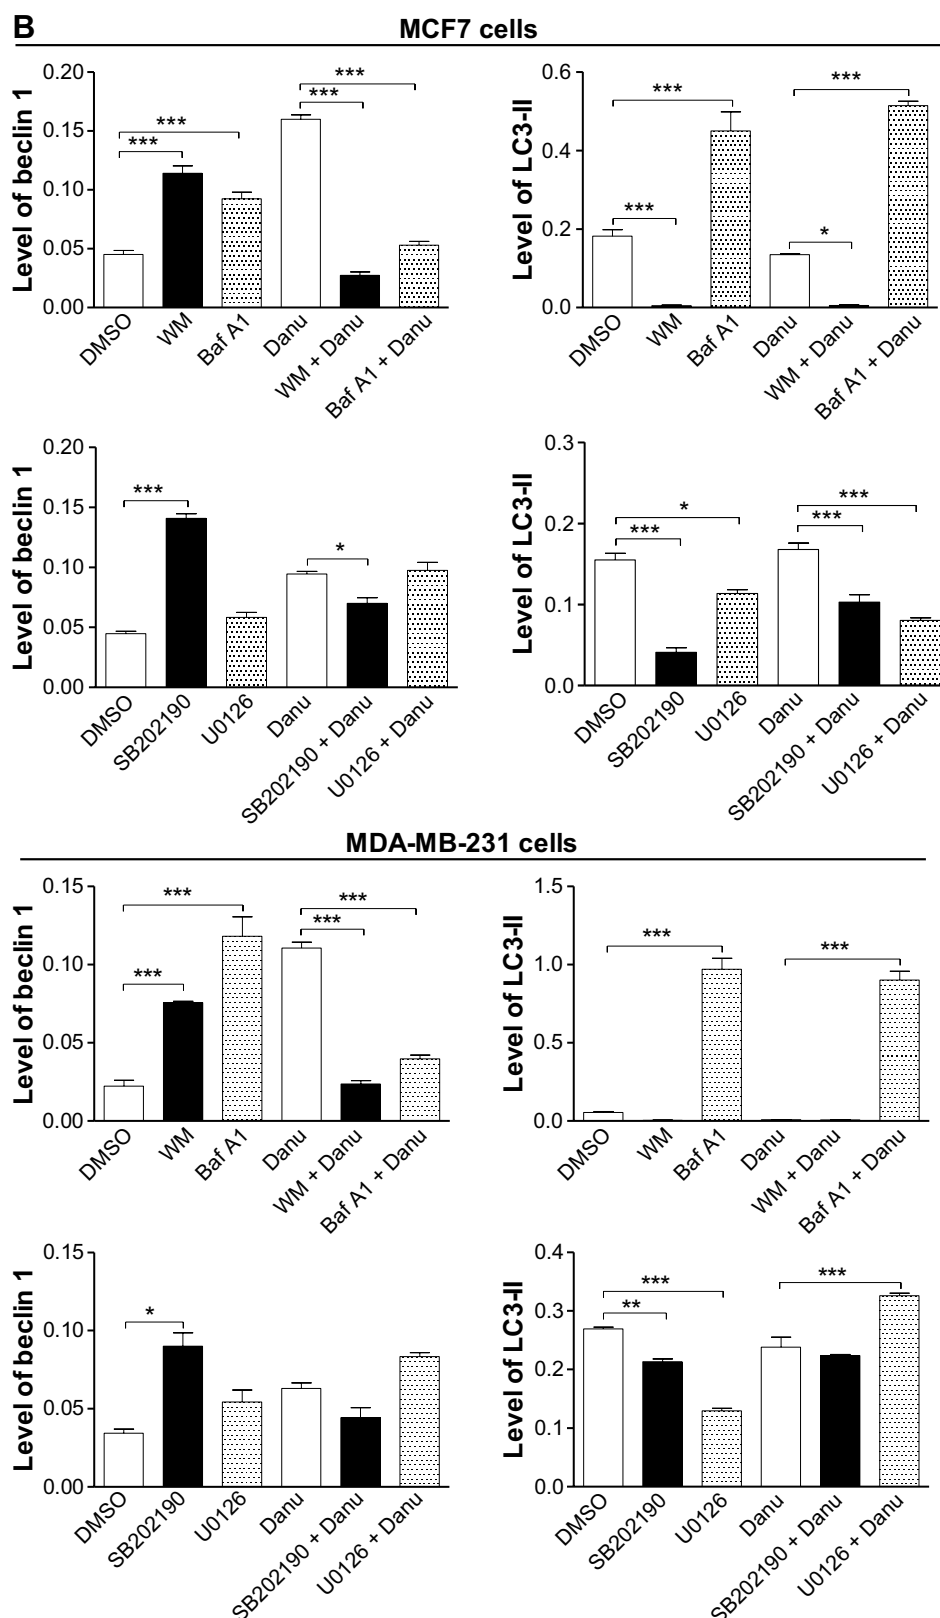 B
MCF7 cells
Level of beclin 1
0.20
0.15
0.10
0.05
0.00
***
***
***
***
DMSO
WM
Baf A1
Danu
WM + Danu
Baf A1 + Danu
Level of LC3-II
0.6
0.4
0.2
0.0
***
***
***
*
DMSO
WM
Baf A1
Danu
WM + Danu
Baf A1 + Danu
Level of beclin 1
0.20
0.15
0.10
0.05
0.00
***
*
DMSO
SB202190
U0126
Danu
SB202190 + Danu
U0126 + Danu
Level of LC3-II
0.3
0.2
0.1
0.0
*
***
***
***
DMSO
SB202190
U0126
Danu
SB202190 + Danu
U0126 + Danu
MDA-MB-231 cells
Level of beclin 1
0.15
0.10
0.05
0.00
***
***
***
***
DMSO
WM
Baf A1
Danu
WM + Danu
Baf A1 + Danu
Level of LC3-II
1.5
1.0
0.5
0.0
***
***
DMSO
WM
Baf A1
Danu
WM + Danu
Baf A1 + Danu
Level of beclin 1
0.15
0.10
0.05
0.00
*
DMSO
SB202190
U0126
Danu
SB202190 + Danu
U0126 + Danu
Level of LC3-II
0.4
0.3
0.2
0.1
0.0
***
**
***
DMSO
SB202190
U0126
Danu
SB202190 + Danu
U0126 + Danu